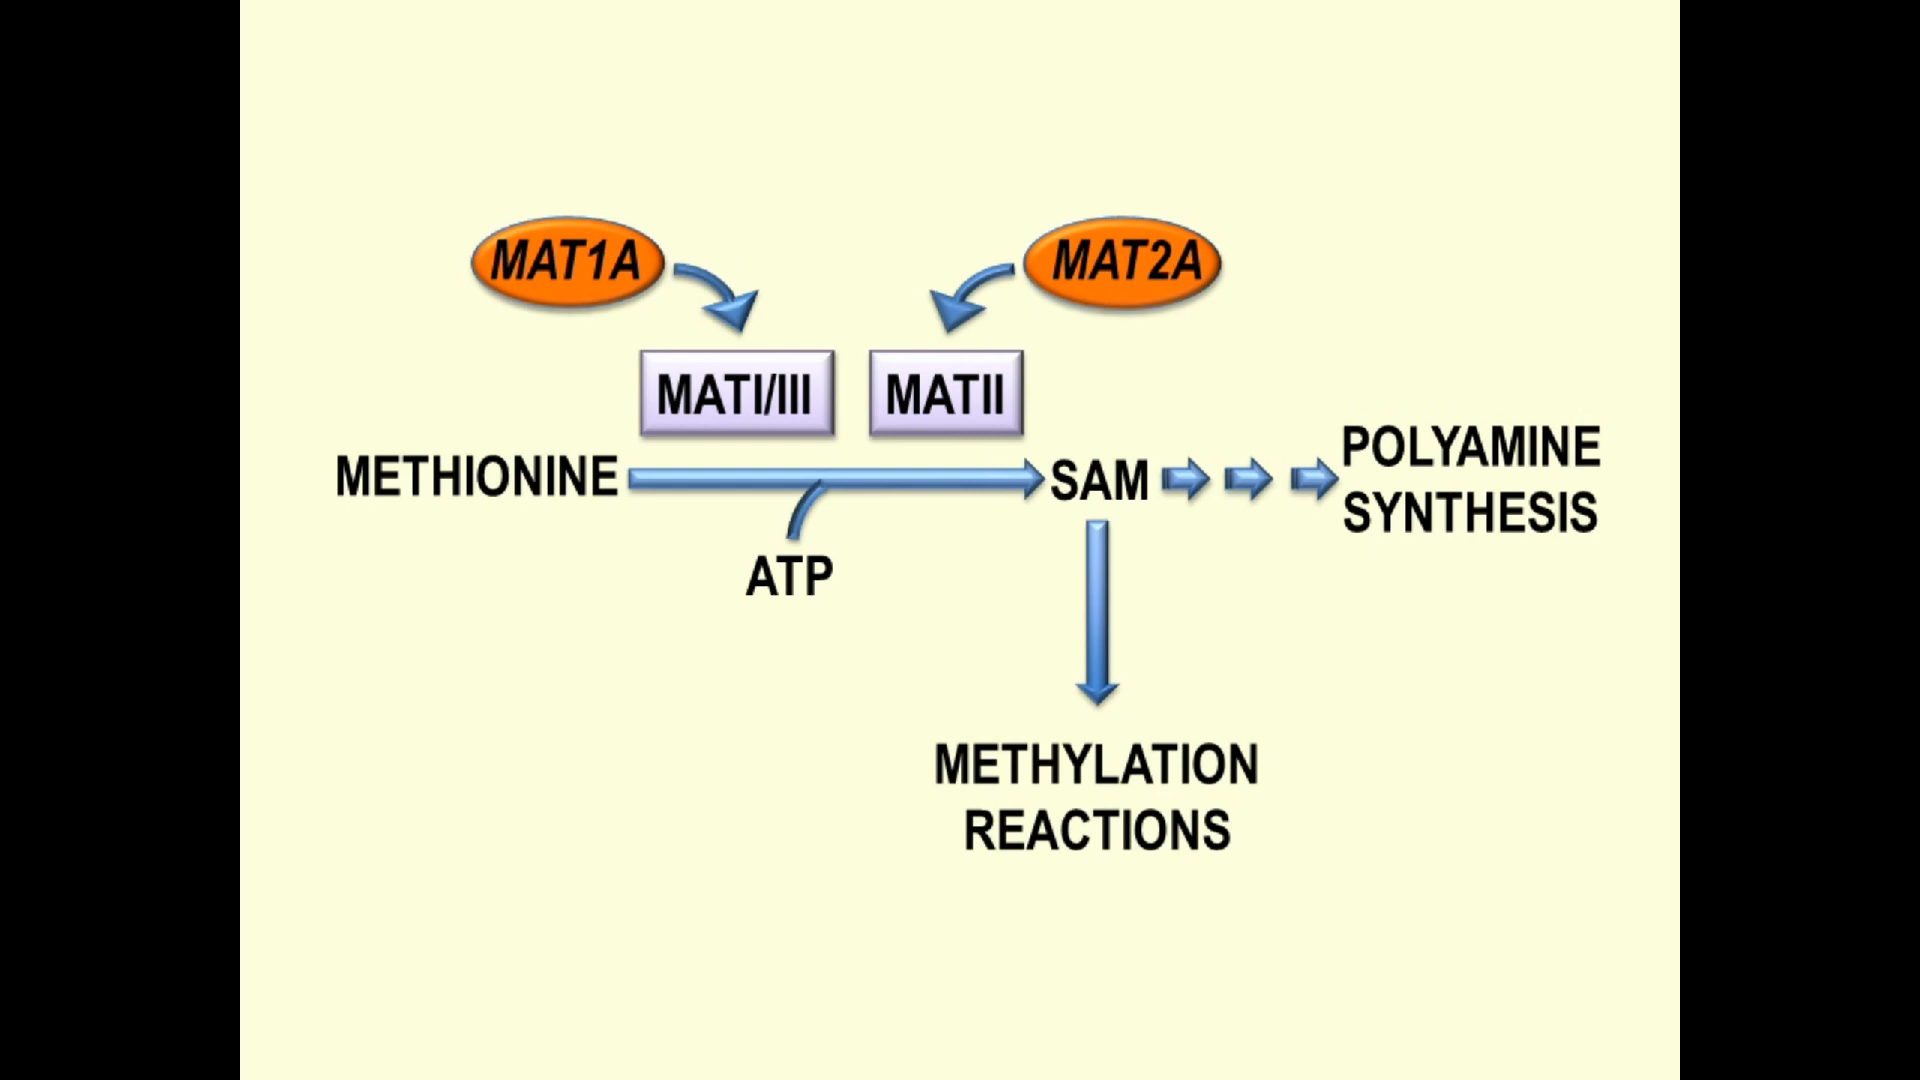 MAT1A
MAT2A
MATI/III
MATII
METHIONINE
SAM
POLYAMINE
SYNTHESIS
ATP
METHYLATION
REACTIONS